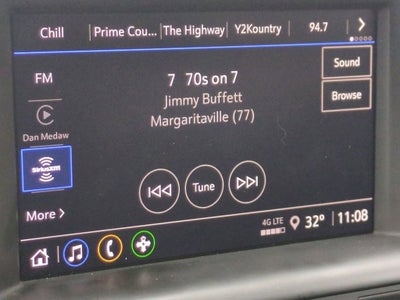 Chill Prime Cou... The Highway Y2Kountry 94.7
FM
7 70s on 7
Sound
Jimmy Buffett
Browse
Margaritaville (77)
Dan Medaw
SiriusXM
Tune
More >
4G LTE
32° 11:08